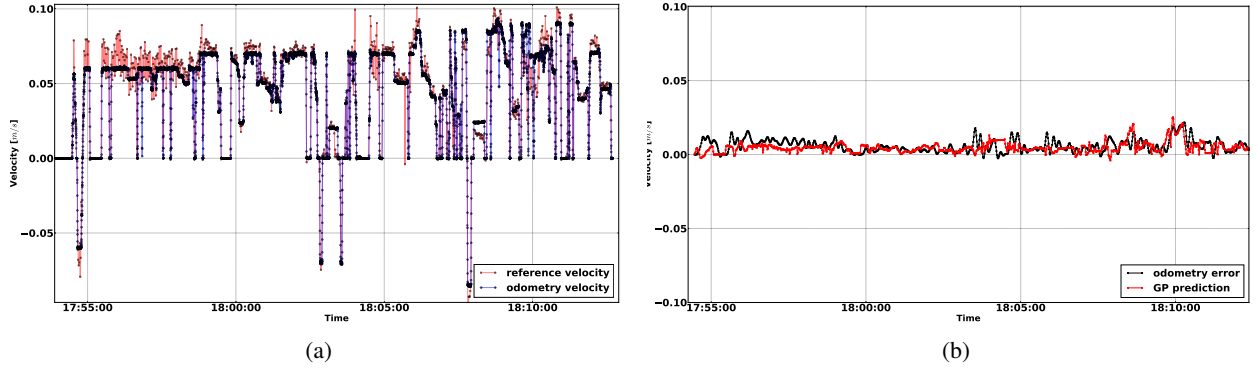 0.10
0.05
0.00
−0.05
Velocity [m/s]
reference velocity
odometry velocity
17:55:00
18:00:00
18:05:00
18:10:00
Time
(a)
0.10
0.05
0.00
−0.05
−0.10
[m/s]
odometry error
GP prediction
17:55:00
18:00:00
18:05:00
18:10:00
Time
(b)